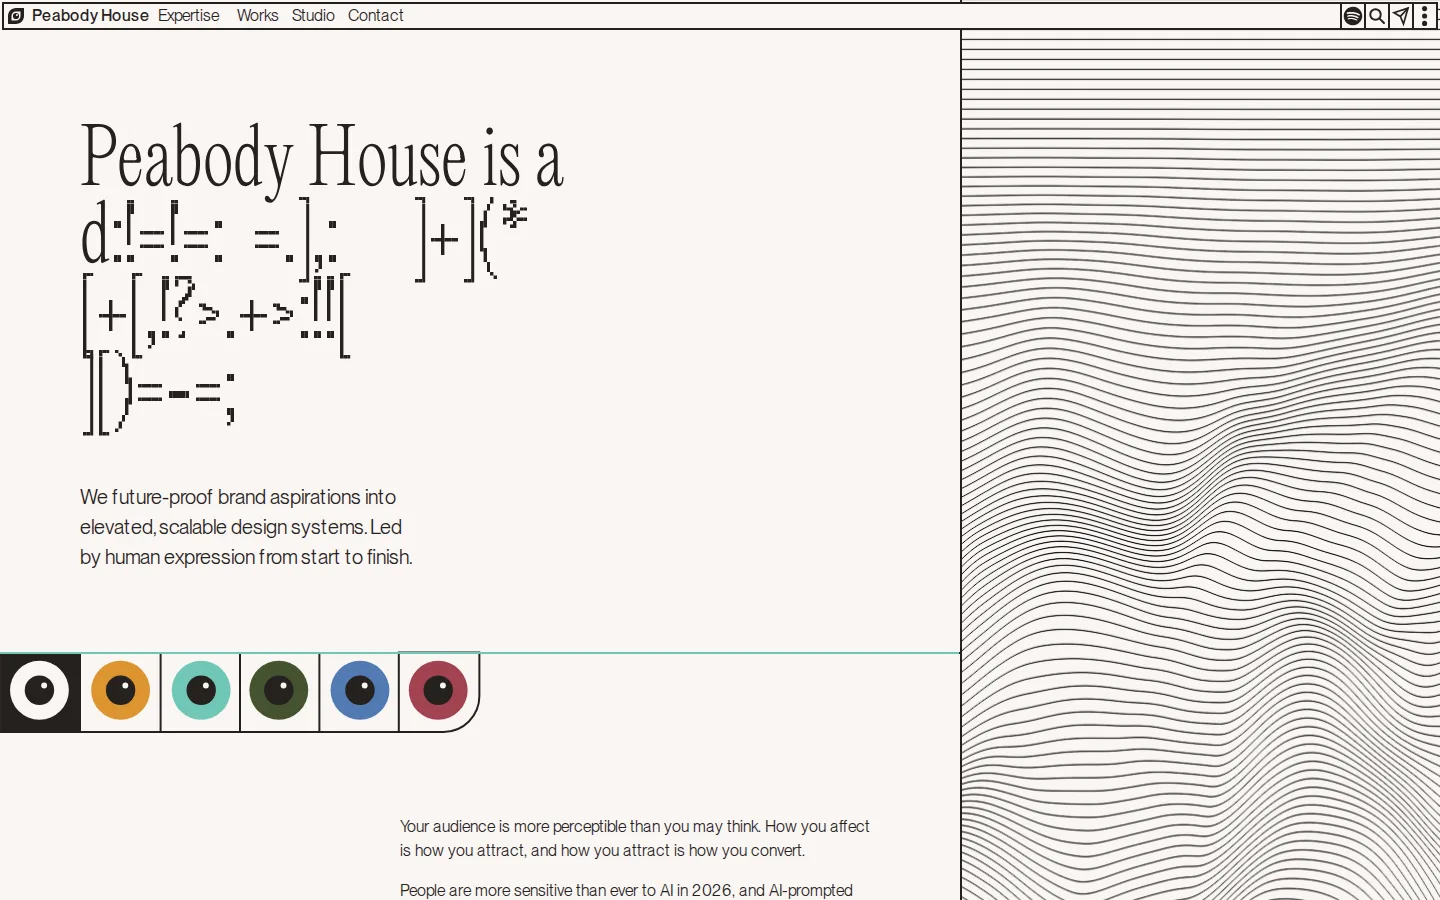 Peabody House Expertise Works Studio Contact
Peabody House is a
We future-proof brand aspirations into
elevated, scalable design systems. Led
by human expression from start to finish.
Your audience is more perceptible than you may think. How you affect
is how you attract, and how you attract is how you convert.
People are more sensitive than ever to AI in 2026, and AI-prompted